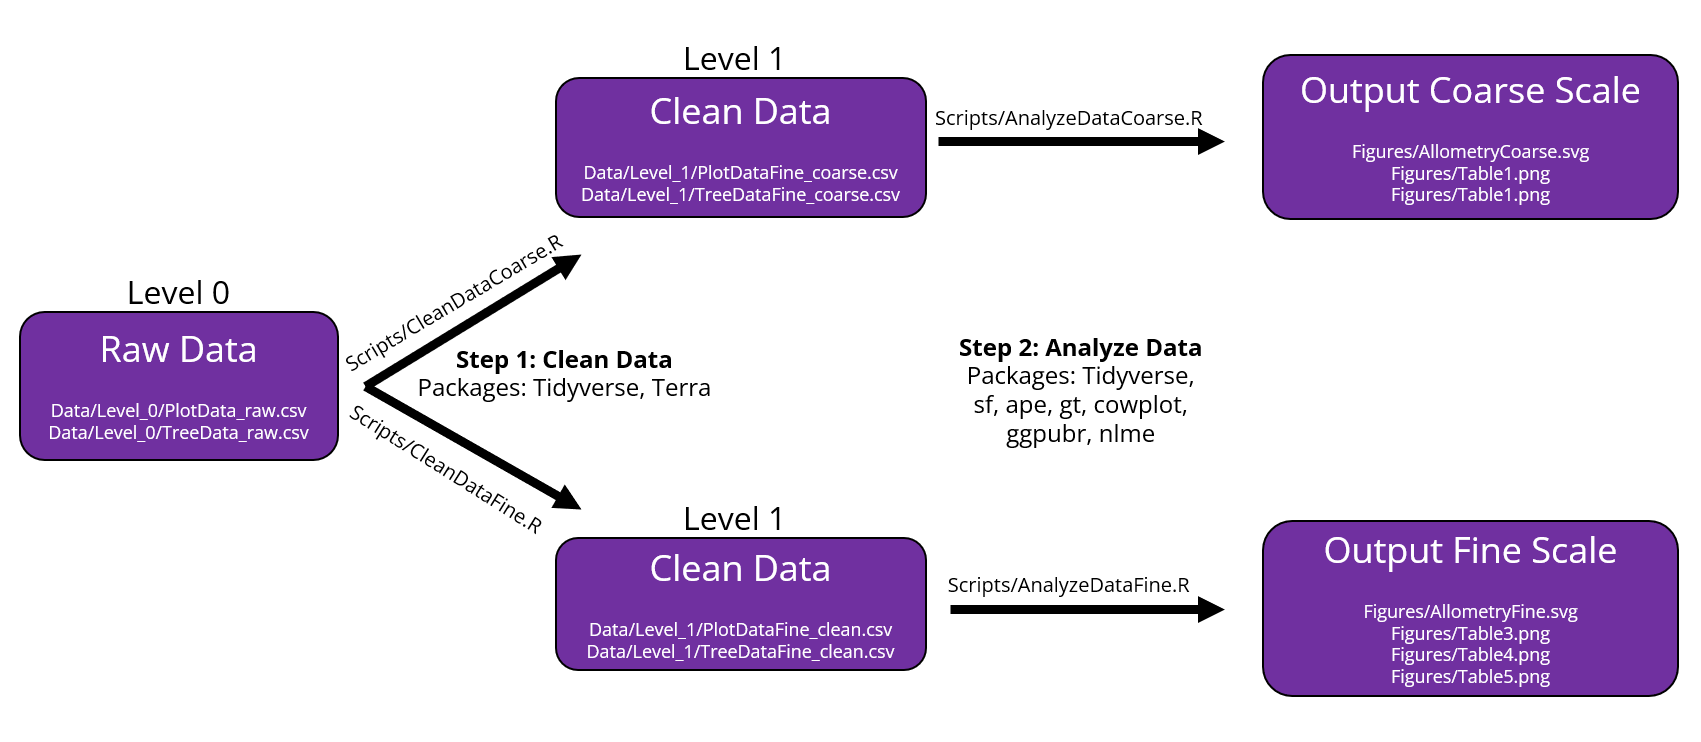 Level 0
Raw Data
Data/Level_0/PlotData_raw.csv
Data/Level_0/TreeData_raw.csv
Scripts/CleanDataCoarse.R
Step 1: Clean Data
Packages: Tidyverse, Terra
Scripts/CleanDataFine.R
Level 1
Clean Data
Data/Level_1/PlotDataFine_coarse.csv
Data/Level_1/TreeDataFine_coarse.csv
Level 1
Clean Data
Data/Level_1/PlotDataFine_clean.csv
Data/Level_1/TreeDataFine_clean.csv
Scripts/AnalyzeDataCoarse.R
Step 2: Analyze Data
Packages: Tidyverse,
sf, ape, gt, cowplot,
ggpubr, nlme
Scripts/AnalyzeDataFine.R
Output Coarse Scale
Figures/AllometryCoarse.svg
Figures/Table1.png
Figures/Table1.png
Output Fine Scale
Figures/AllometryFine.svg
Figures/Table3.png
Figures/Table4.png
Figures/Table5.png